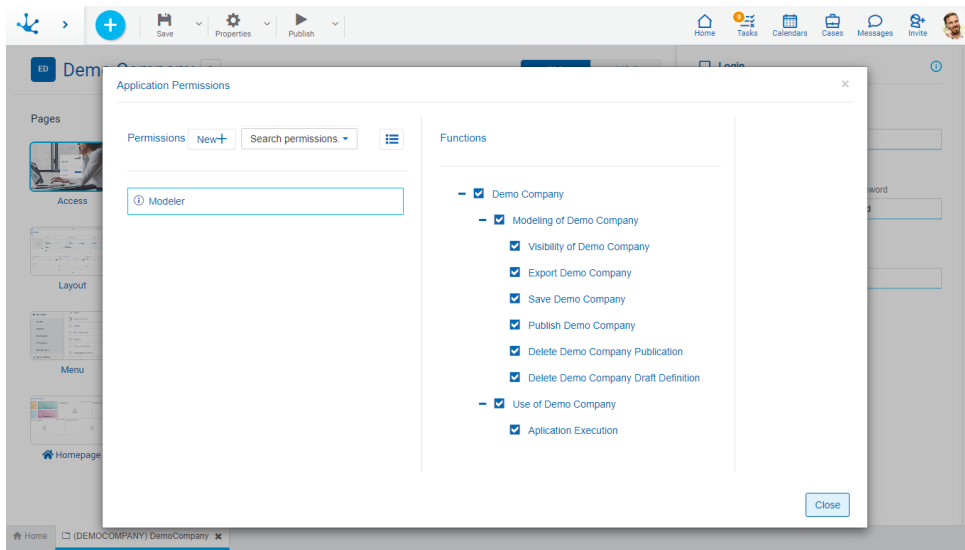 Save
Properties
Publish
Home
9
Tasks
Calendars
Cases
Messages
Invite
ED
Application Permissions
×
Pages
Permissions
New+
Search permissions.
Functions
Modeler
Demo Company
Modeling of Demo Company
Visibility of Demo Company
Export Demo Company
Save Demo Company
Publish Demo Company
Delete Demo Company Publication
Delete Demo Company Draft Definition
Use of Demo Company
Aplication Execution
Access
Layout
Menu
Homepage
Close
Home
(DEMOCOMPANY) DemoCompany